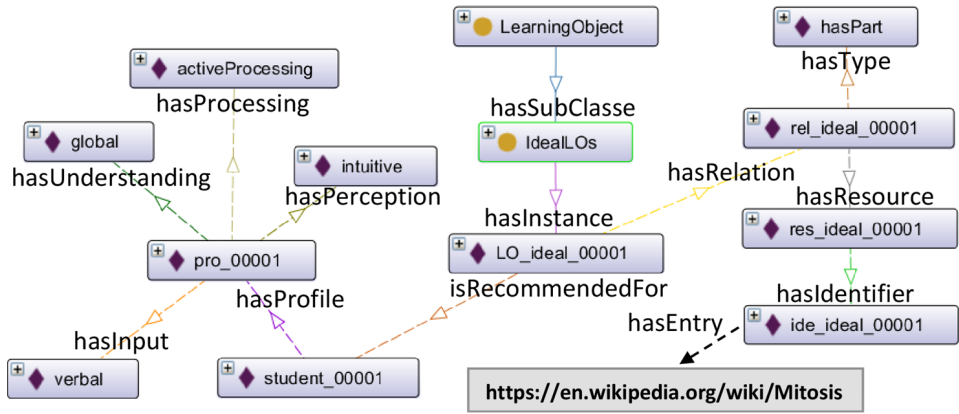 LearningObject
hasPart
activeProcessing
hasType
hasProcessing
hasSubClasse
global
IdealLOs
rel_ideal_00001
intuitive
hasUnderstanding
hasPerception
hasRelation
hasResource
hasInstance
res_ideal_00001
pro_00001
LO_ideal_00001
hasProfile
isRecommendedFor
hasIdentifier
hasEntry
ide_ideal_00001
hasInput
verbal
student_00001
https://en.wikipedia.org/wiki/Mitosis